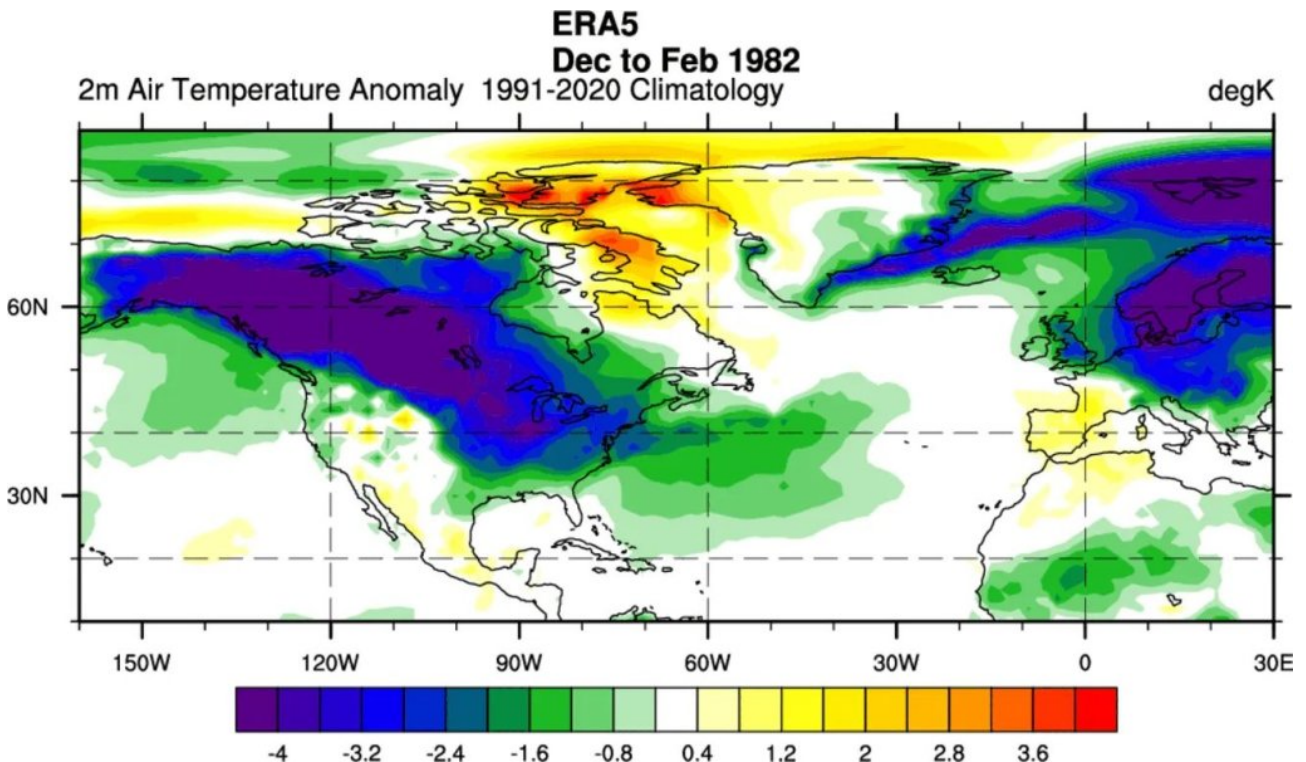 ERA5
Dec to Feb 1982
2m Air Temperature Anomaly 1991-2020 Climatology degK
60N
30N
150W 120W 90W 60W 30W 0 30E
-4 -3.2 -2.4 -1.6 -0.8 0.4 1.2 2 2.8 3.6